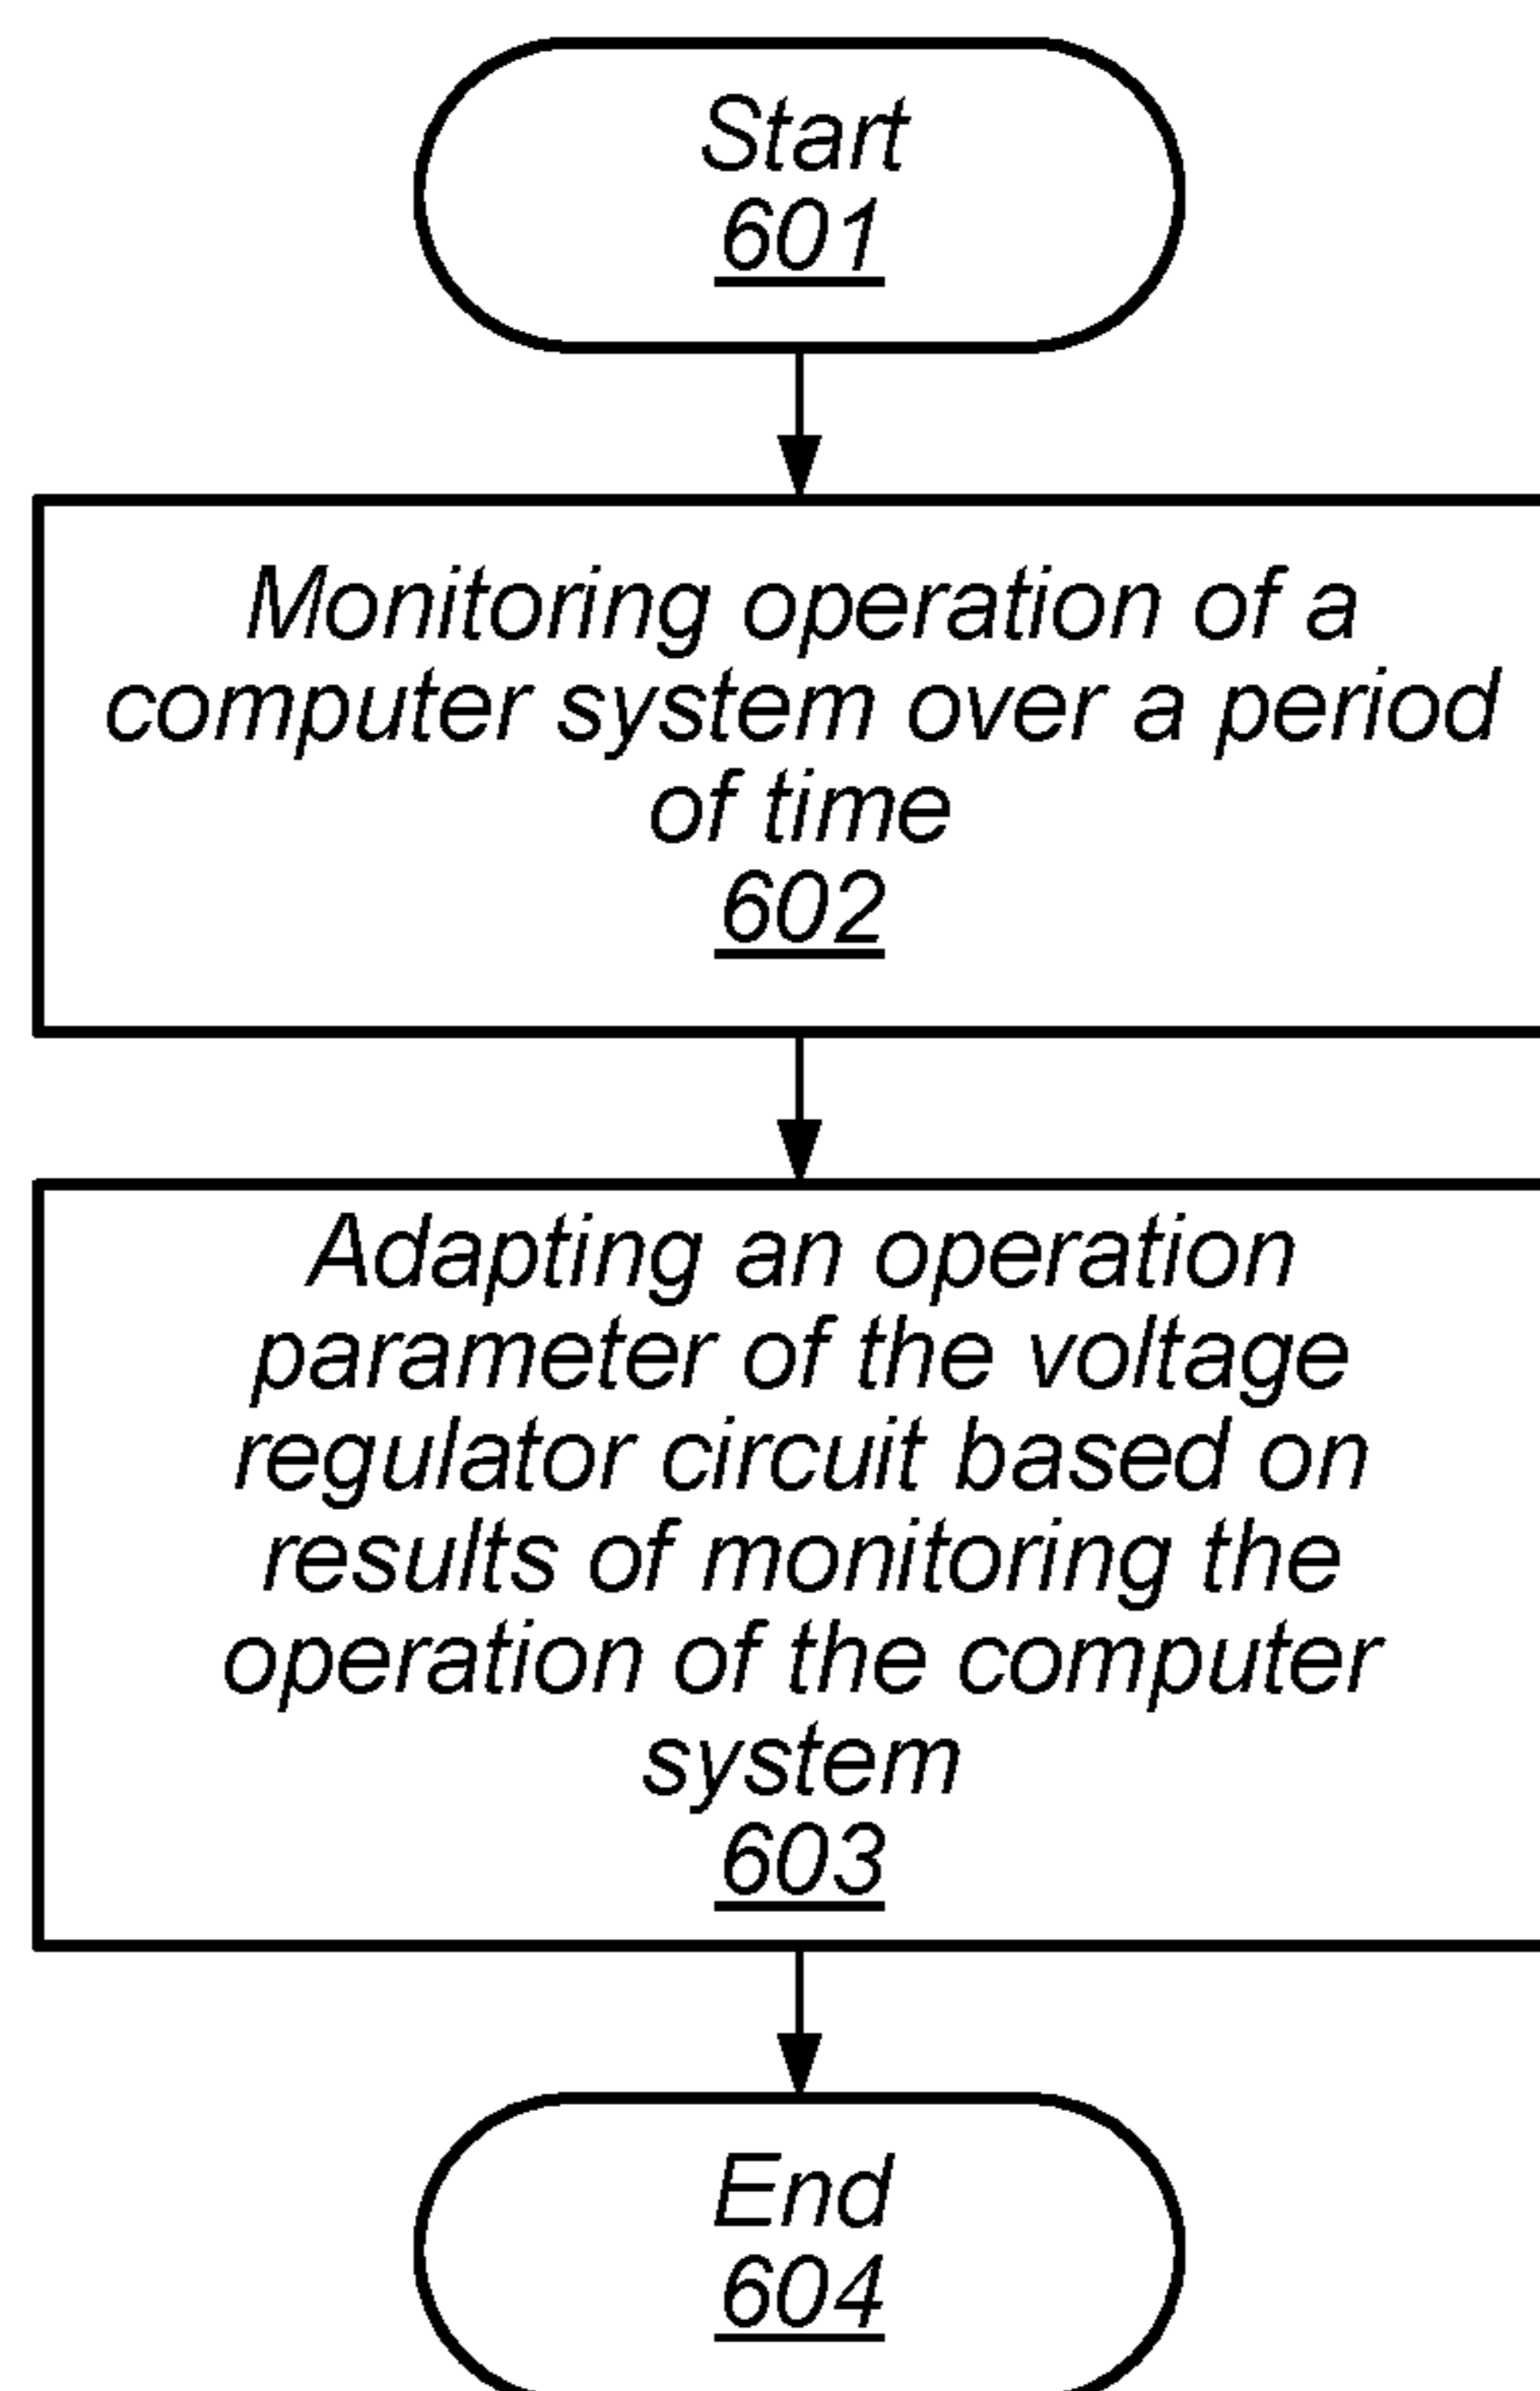 Start
601
Monitoring operation of a
computer system over a period
of time
602
Adapting an operation
parameter of the voltage
regulator circuit based on
results of monitoring the
operation of the computer
system
603
End
604